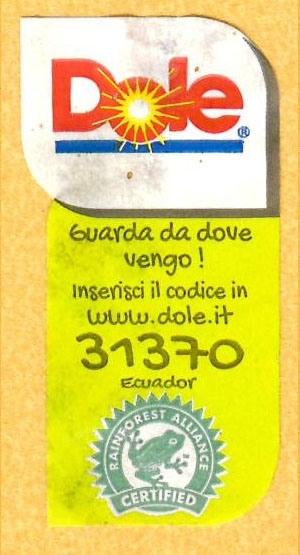 Dole®
Guarda da dove
vengo!
Inserisci il codice in
www.dole.it
31370
Ecuador
RAINFOREST ALLIANCE
CERTIFIED